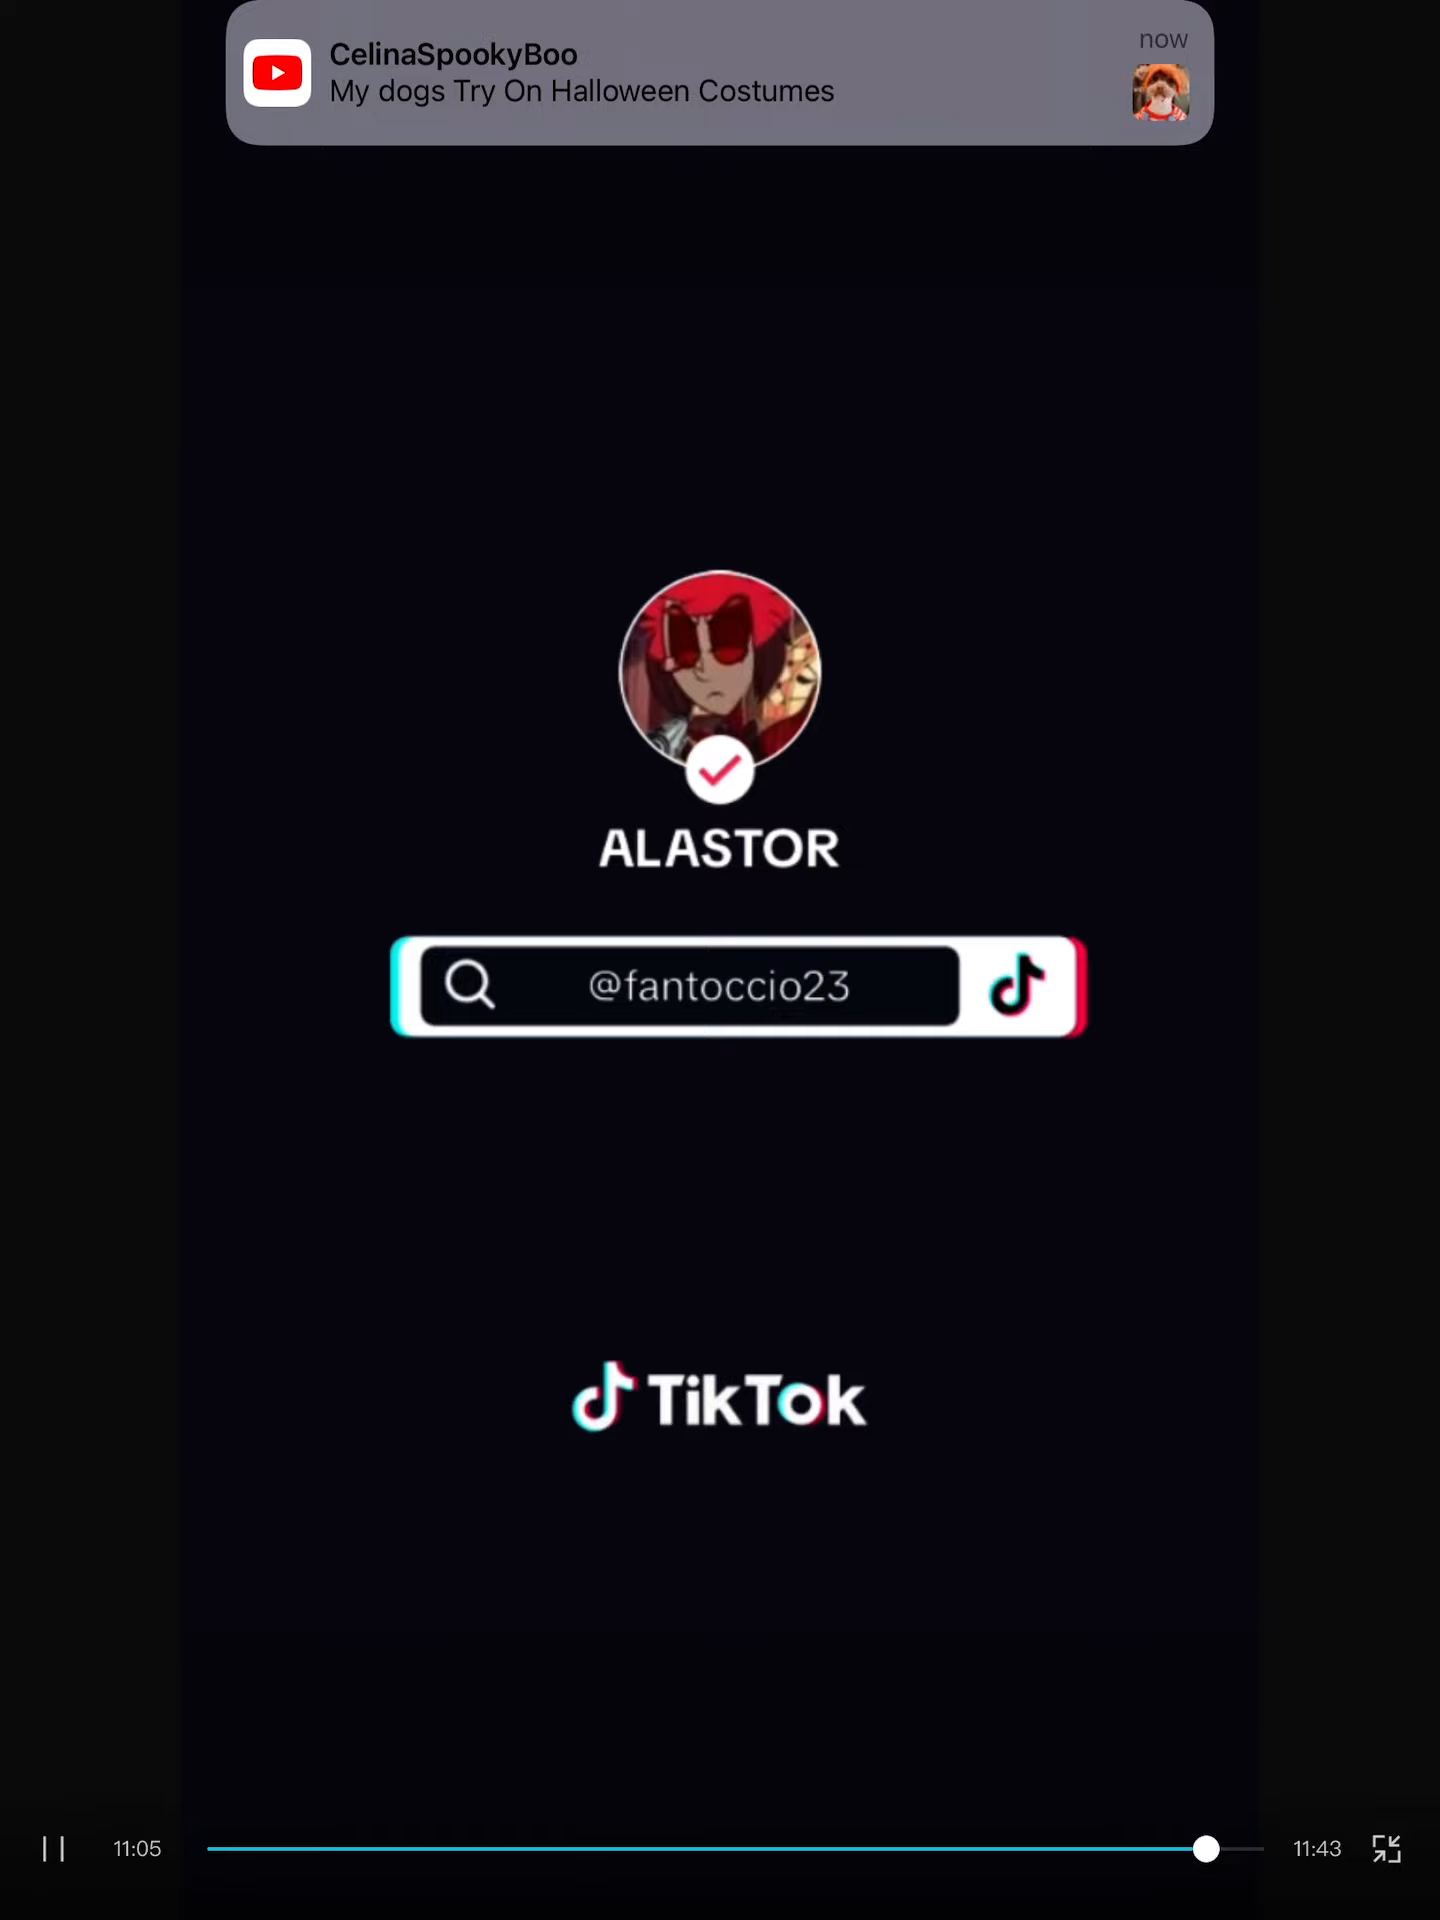 CelinaSpookyBoo
now
My dogs Try On Halloween Costumes
ALASTOR
@fantoccio23
TikTok
11:05
11:43